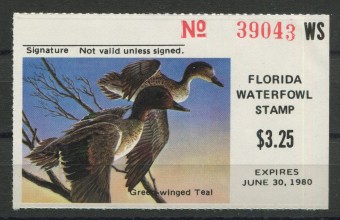 Nº 39043 WS
Signature Not valid unless signed.
FLORIDA
WATERFOWL
STAMP
$3.25
EXPIRES
JUNE 30, 1980
Green-winged Teal